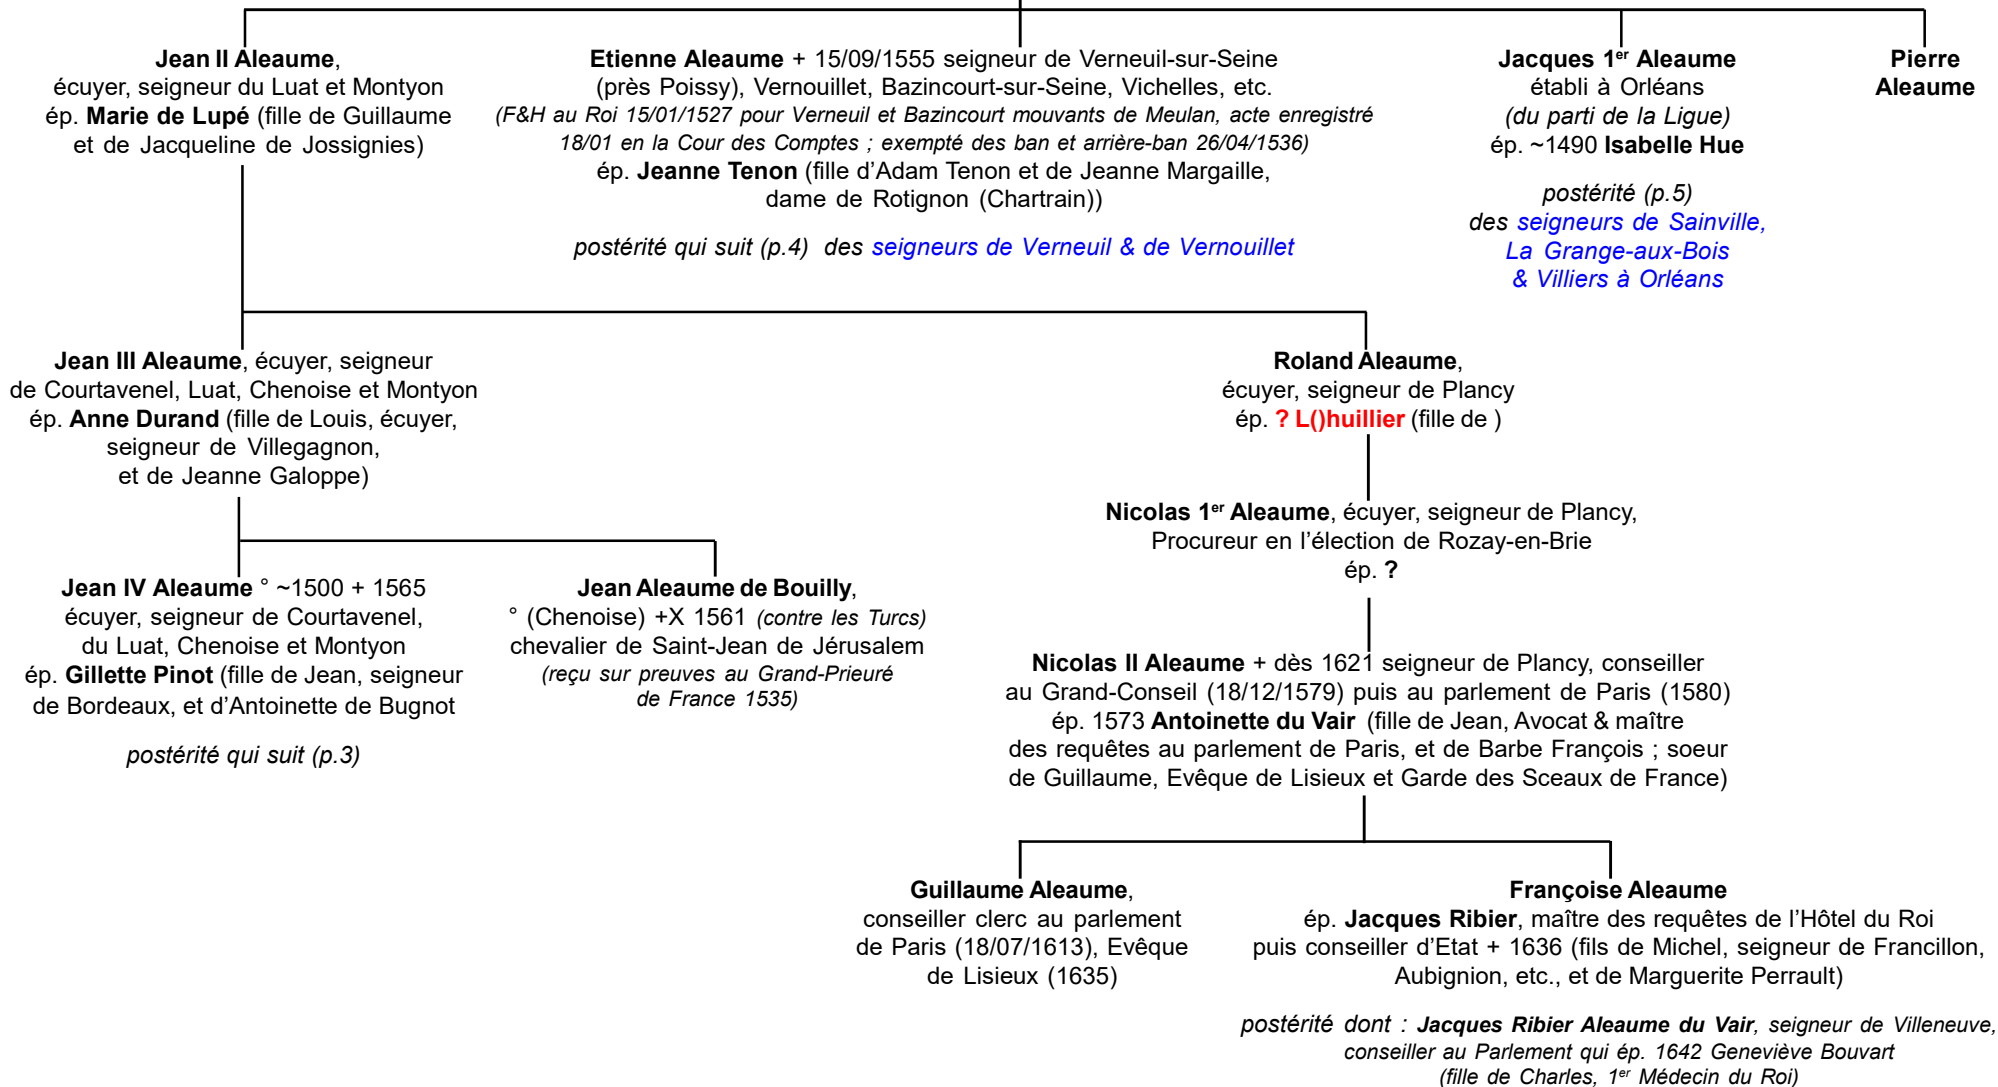 Jean II Aleaume,
écuyer, seigneur du Luat et Montyon
ép. Marie de Lupé (fille de Guillaume
et de Jacqueline de Jossignies)
Etienne Aleaume + 15/09/1555 seigneur de Verneuil-sur-Seine
(près Poissy), Vernouillet, Bazincourt-sur-Seine, Vichelles, etc.
(F&H au Roi 15/01/1527 pour Verneuil et Bazincourt mouvants de Meulan, acte enregistré
18/01 en la Cour des Comptes ; exempté des ban et arrière-ban 26/04/1536)
ép. Jeanne Tenon (fille d’Adam Tenon et de Jeanne Margaille,
dame de Rotignon (Chartrain))
postérité qui suit (p.4) des seigneurs de Verneuil & de Vernouillet
Jacques 1er Aleaume
établi à Orléans
(du parti de la Ligue)
ép. ~1490 Isabelle Hue
postérité (p.5)
des seigneurs de Sainville,
La Grange-aux-Bois
& Villiers à Orléans
Pierre
Aleaume
Jean III Aleaume, écuyer, seigneur
de Courtavenel, Luat, Chenoise et Montyon
ép. Anne Durand (fille de Louis, écuyer,
seigneur de Villegagnon,
et de Jeanne Galoppe)
Roland Aleaume,
écuyer, seigneur de Plancy
ép. ? L()huillier (fille de )
Nicolas 1er Aleaume, écuyer, seigneur de Plancy,
Procureur en l’élection de Rozay-en-Brie
ép. ?
Jean IV Aleaume ° ~1500 + 1565
écuyer, seigneur de Courtavenel,
du Luat, Chenoise et Montyon
ép. Gillette Pinot (fille de Jean, seigneur
de Bordeaux, et d'Antoinette de Bugnot
postérité qui suit (p.3)
Jean Aleaume de Bouilly,
° (Chenoise) +X 1561 (contre les Turcs)
chevalier de Saint-Jean de Jérusalem
(reçu sur preuves au Grand-Prieuré
de France 1535)
Nicolas II Aleaume + dès 1621 seigneur de Plancy, conseiller
au Grand-Conseil (18/12/1579) puis au parlement de Paris (1580)
ép. 1573 Antoinette du Vair (fille de Jean, Avocat & maître
des requêtes au parlement de Paris, et de Barbe François ; soeur
de Guillaume, Evêque de Lisieux et Garde des Sceaux de France)
Guillaume Aleaume,
conseiller clerc au parlement
de Paris (18/07/1613), Evêque
de Lisieux (1635)
Françoise Aleaume
ép. Jacques Ribier, maître des requêtes de l’Hôtel du Roi
puis conseiller d’Etat + 1636 (fils de Michel, seigneur de Francillon,
Aubignion, etc., et de Marguerite Perrault)
postérité dont : Jacques Ribier Aleaume du Vair, seigneur de Villeneuve,
conseiller au Parlement qui ép. 1642 Geneviève Bouvart
(fille de Charles, 1er Médecin du Roi)